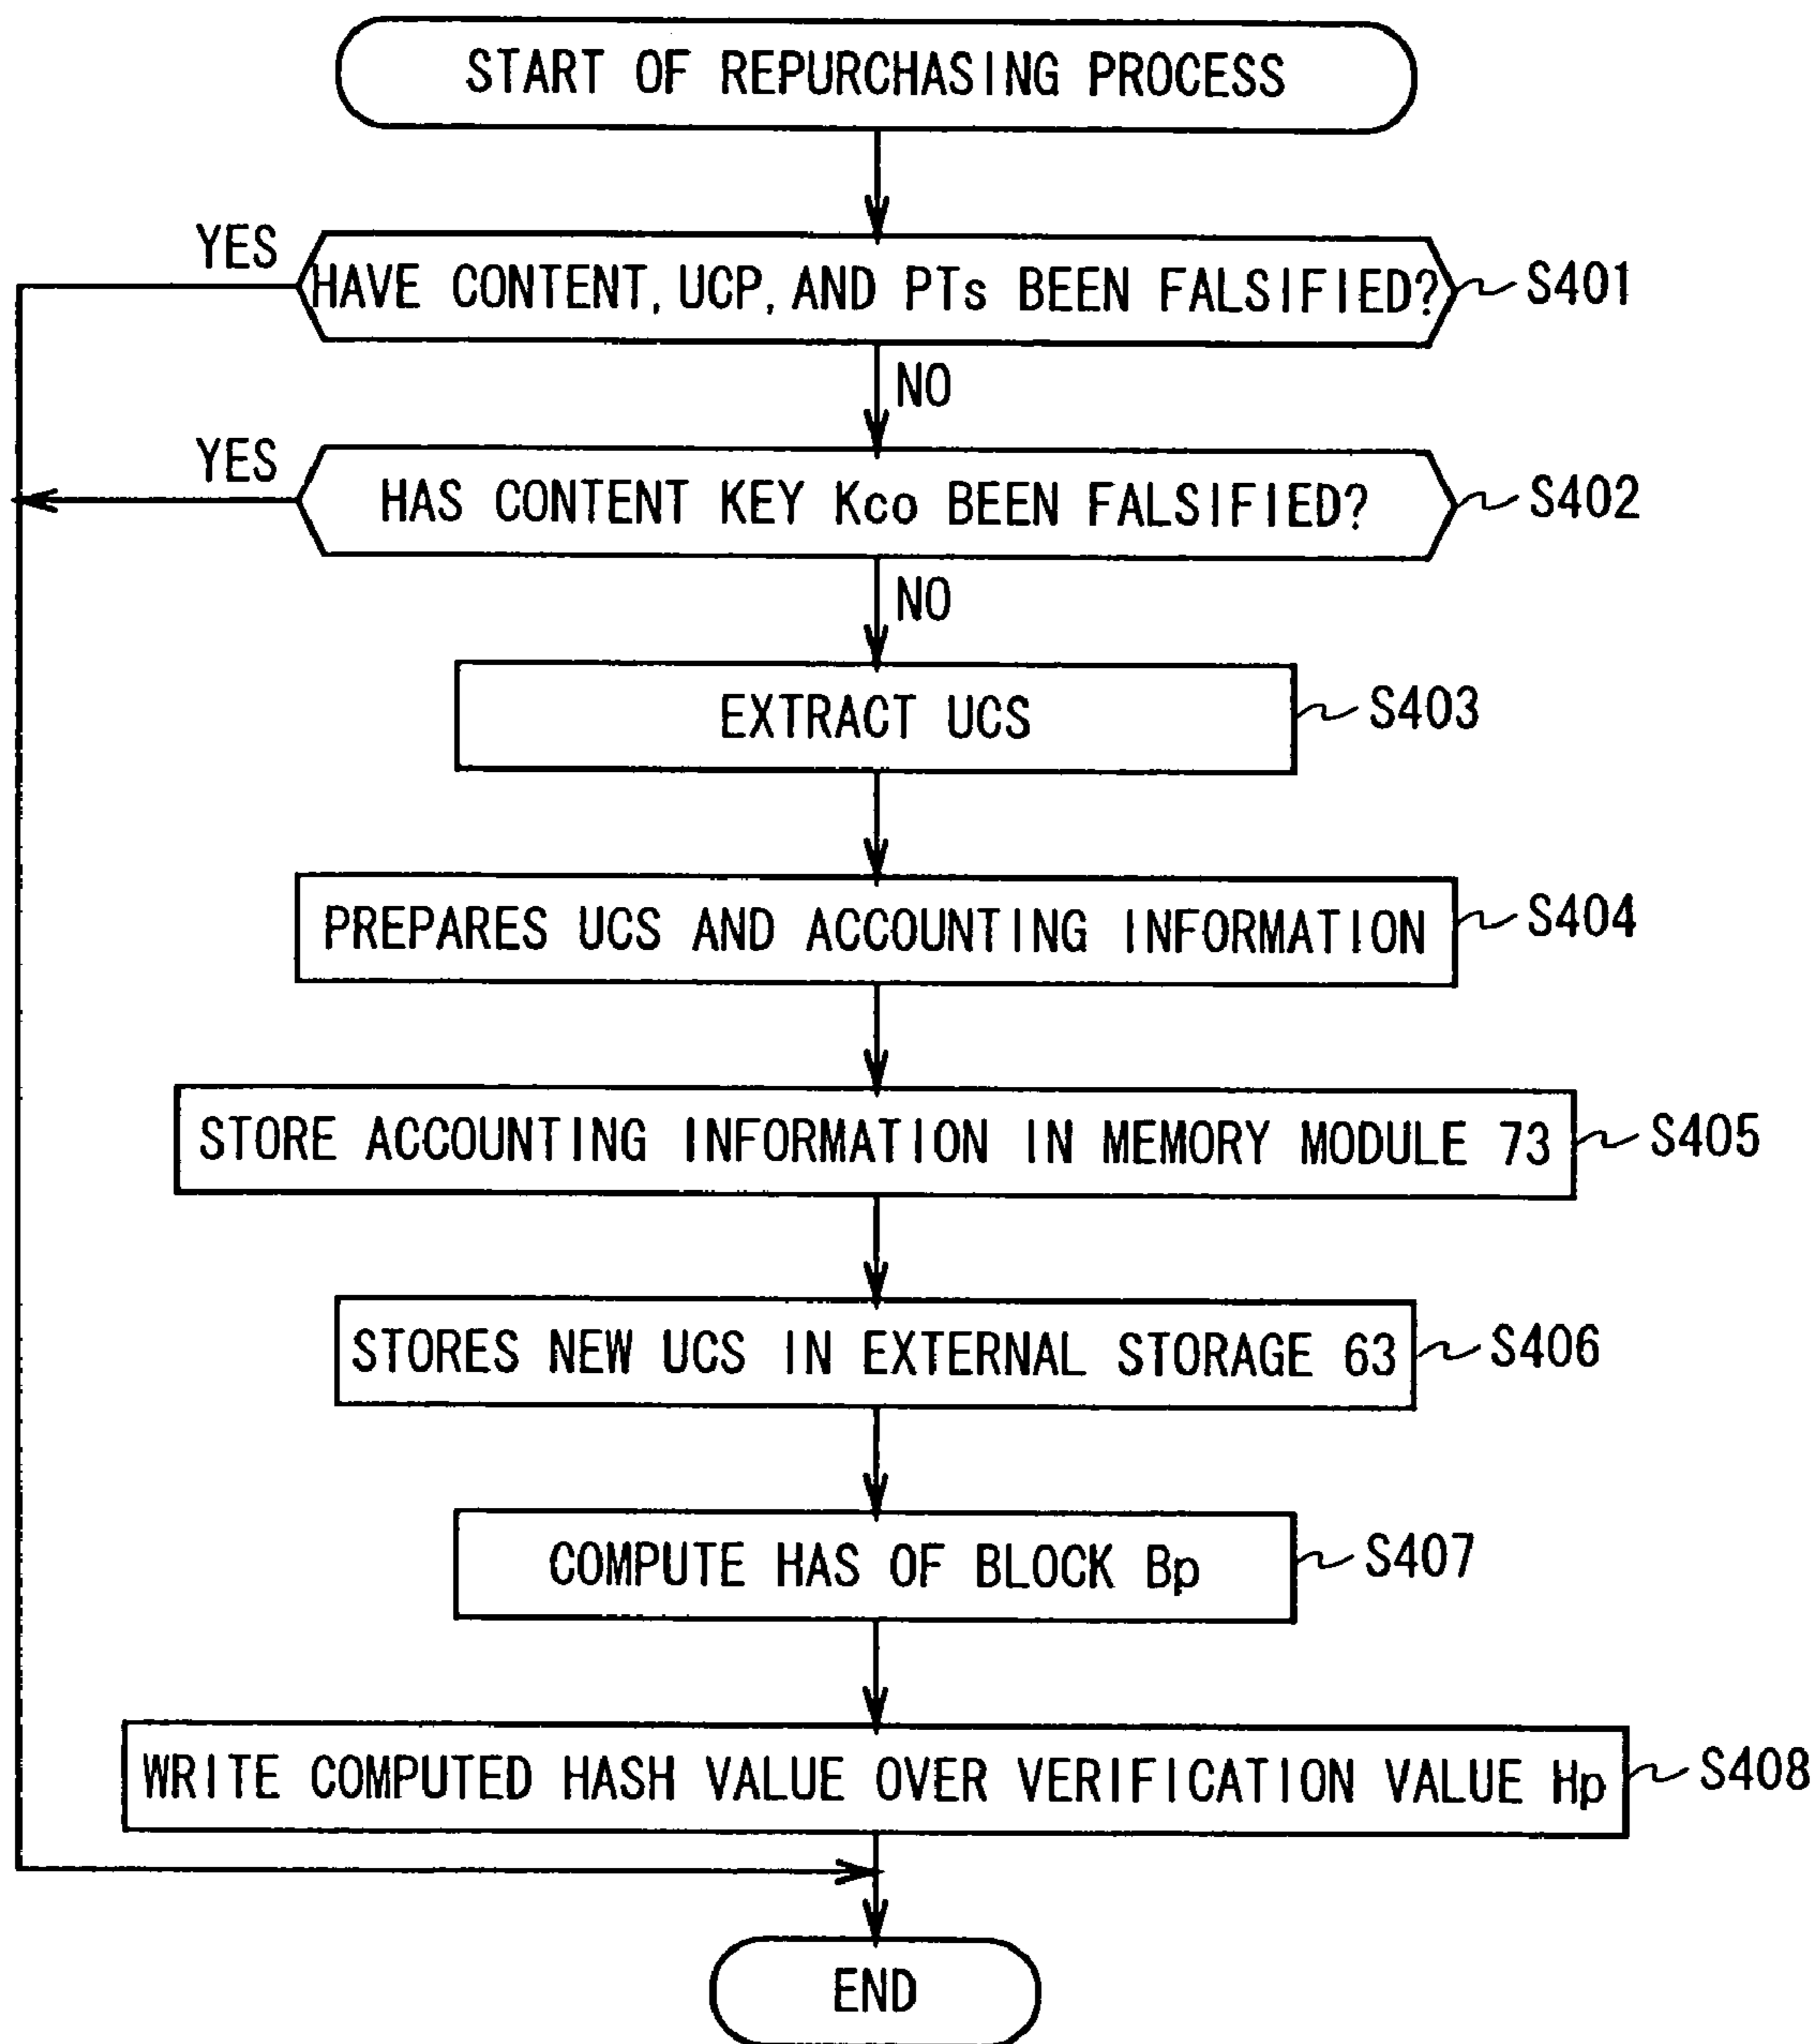 START OF REPURCHASING PROCESS
YES
HAVE CONTENT, UCP, AND PTs BEEN FALSIFIED?
S401
NO
YES
HAS CONTENT KEY Kco BEEN FALSIFIED?
S402
NO
EXTRACT UCS
S403
PREPARES UCS AND ACCOUNTING INFORMATION
S404
STORE ACCOUNTING INFORMATION IN MEMORY MODULE 73
S405
STORES NEW UCS IN EXTERNAL STORAGE 63
S406
COMPUTE HAS OF BLOCK Bp
S407
WRITE COMPUTED HASH VALUE OVER VERIFICATION VALUE Hp
S408
END